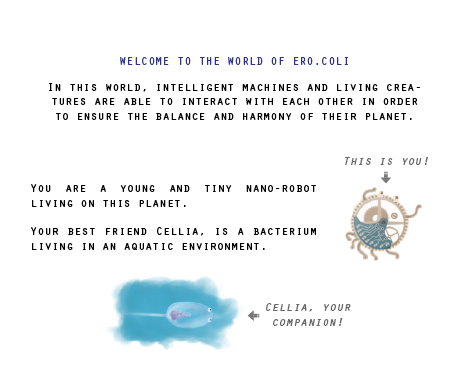 WELCOME TO THE WORLD OF ERO.COLI
IN THIS WORLD, INTELLIGENT MACHINES AND LIVING CREA-
TURES ARE ABLE TO INTERACT WITH EACH OTHER IN ORDER
TO ENSURE THE BALANCE AND HARMONY OF THEIR PLANET.
THIS IS YOU!
YOU ARE A YOUNG AND TINY NANO-ROBOT
LIVING ON THIS PLANET.
YOUR BEST FRIEND CELLIA, IS A BACTERIUM
LIVING IN AN AQUATIC ENVIRONMENT.
CELLIA, YOUR
COMPANION!